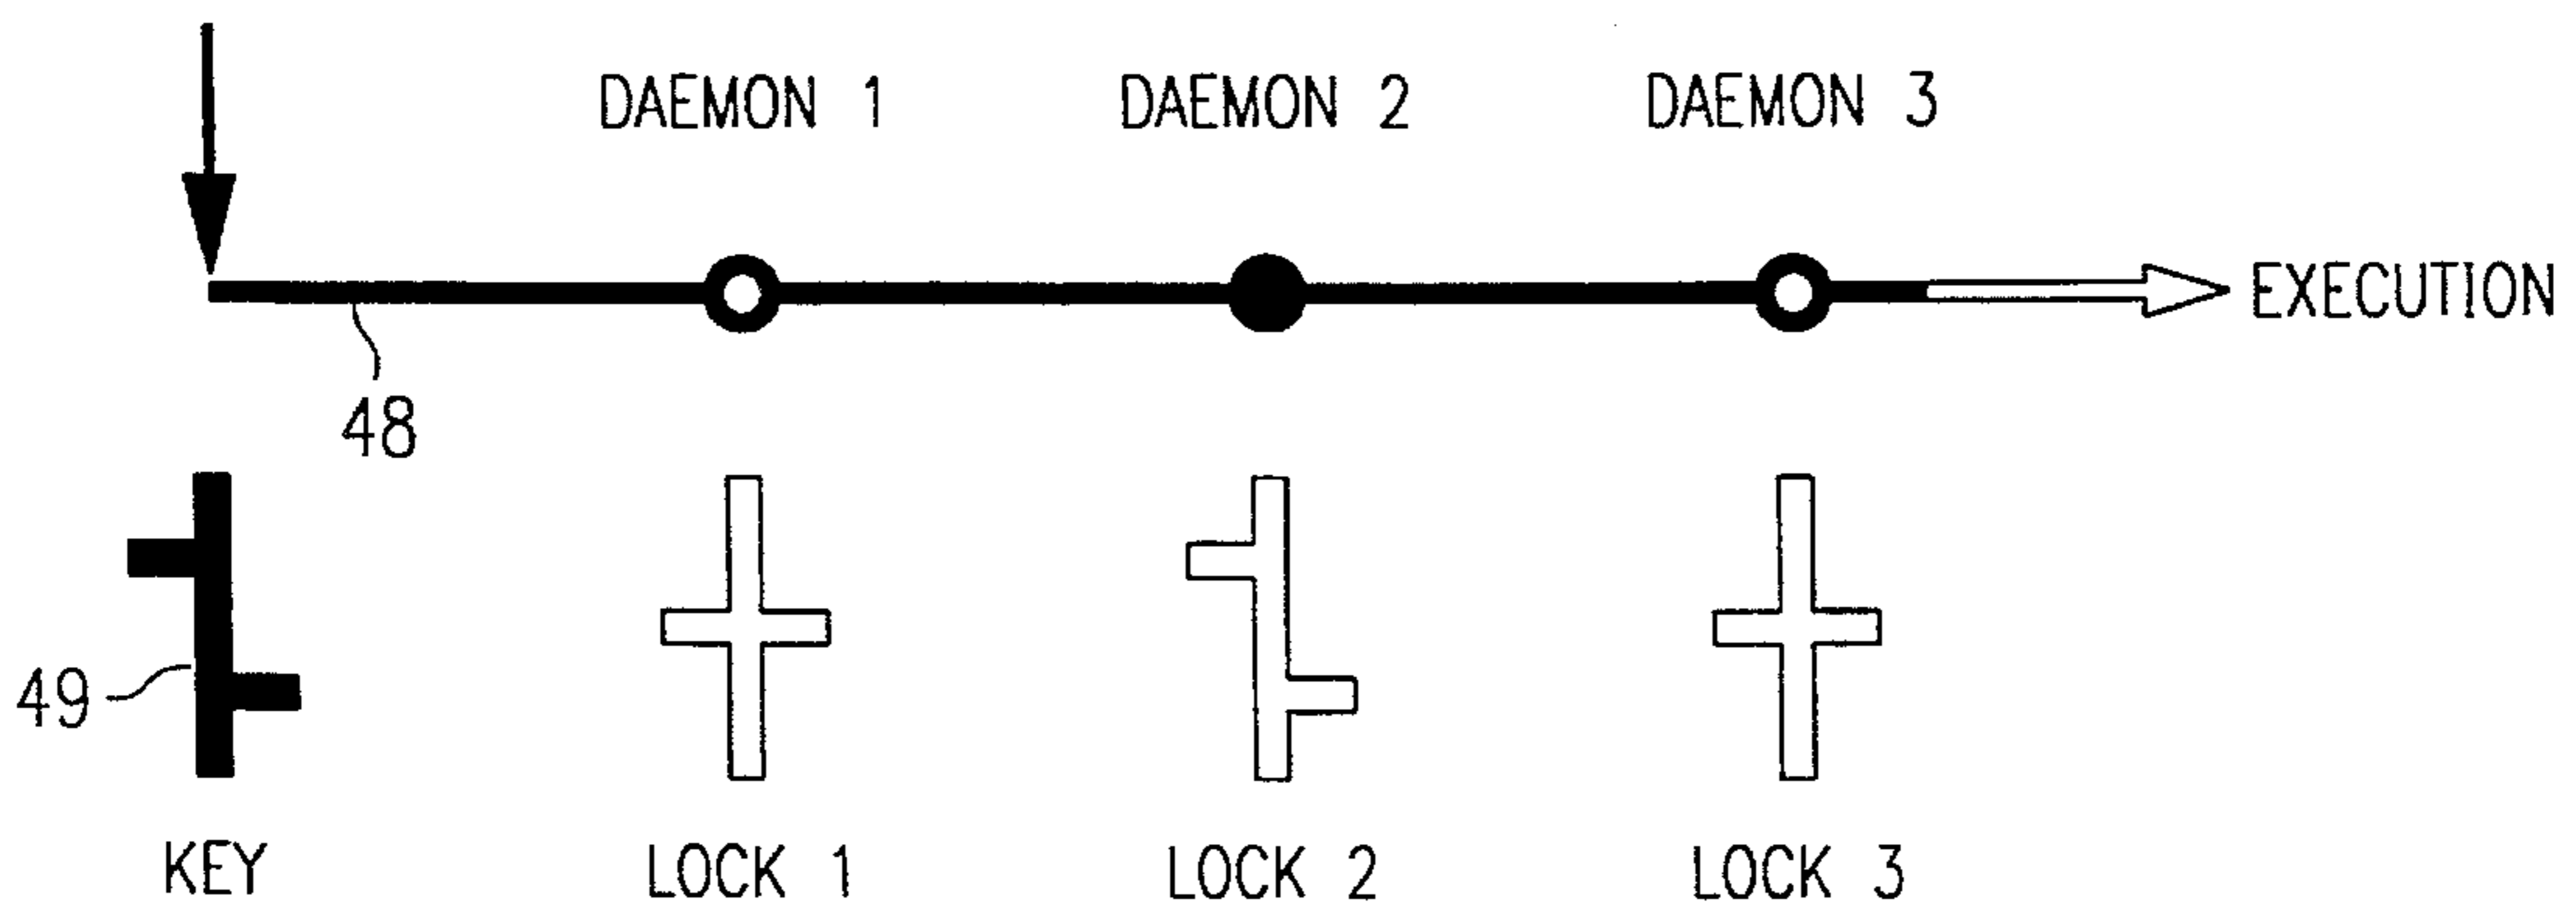 DAEMON 1 DAEMON 2 DAEMON 3
EXECUTION
48
49
KEY LOCK 1 LOCK 2 LOCK 3